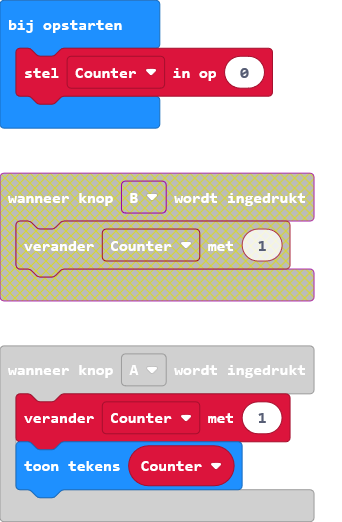 bij opstarten
stel Counter in op 0
wanneer knop B wordt ingedrukt
verander Counter met 1
wanneer knop A wordt ingedrukt
verander Counter met 1
toon tekens Counter